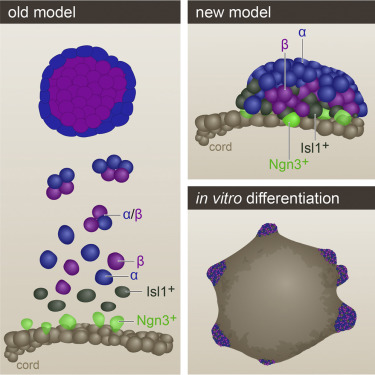 old model
α/β
β
α
Isl1⁺
Ngn3⁺
cord
new model
α
β
Isl1⁺
Ngn3⁺
cord
in vitro differentiation